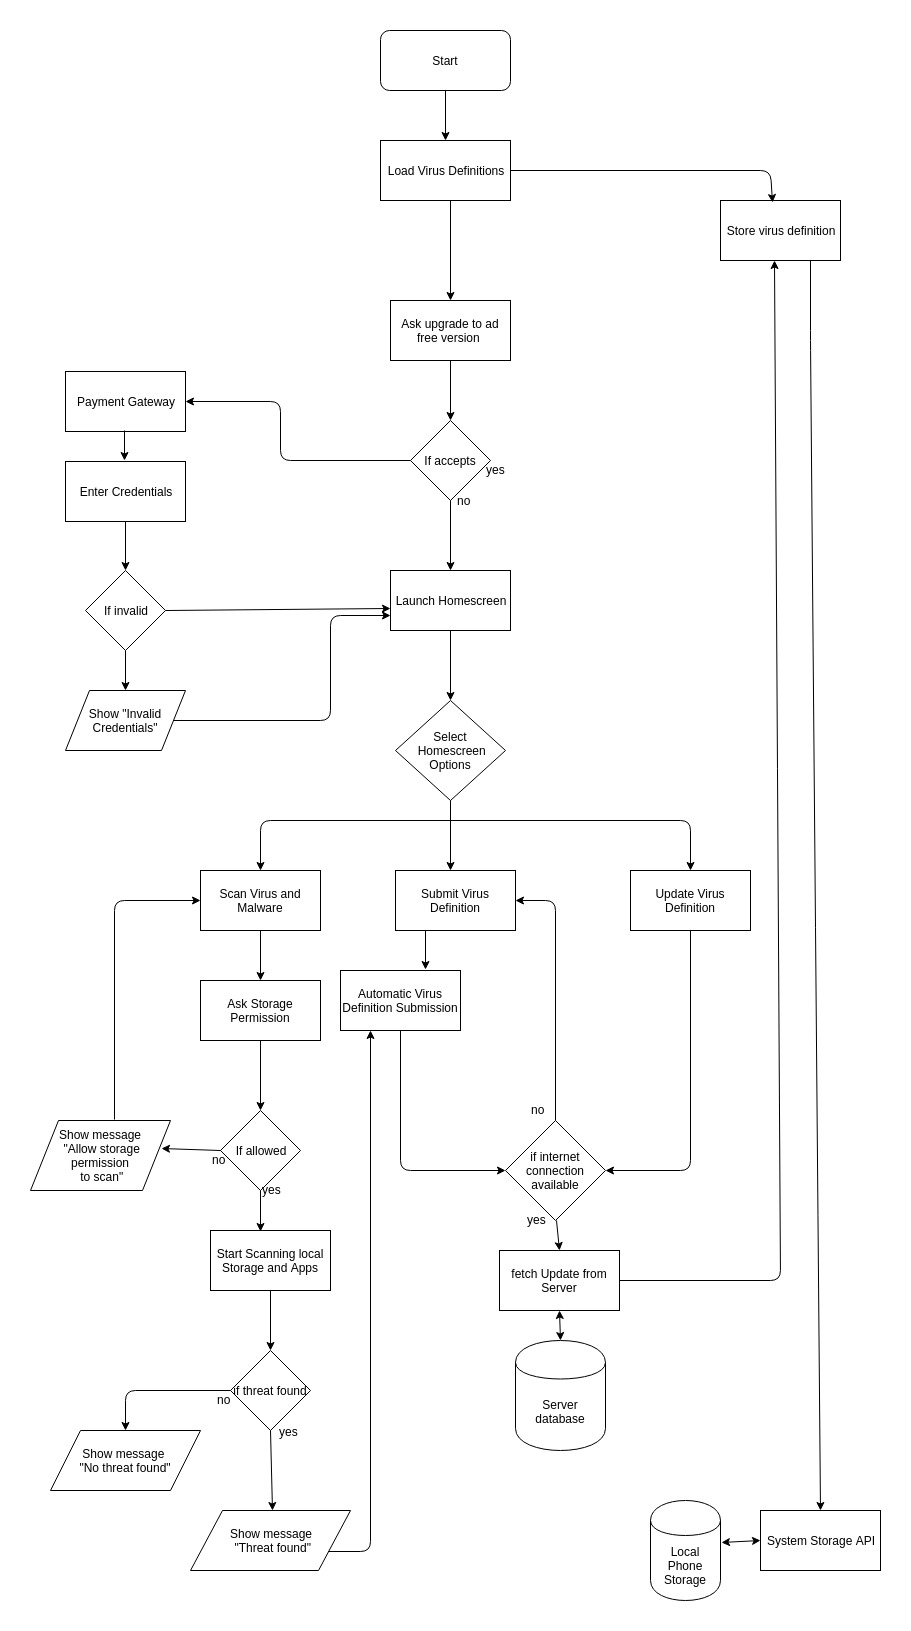 Start
Load Virus Definitions
Store virus definition
Ask upgrade to ad
free version
Payment Gateway
If accepts
yes
no
Enter Credentials
If invalid
Launch Homescreen
Show "Invalid
Credentials"
Select
Homescreen
Options
Scan Virus and
Malware
Submit Virus
Definition
Update Virus
Definition
Ask Storage
Permission
Automatic Virus
Definition Submission
Show message
"Allow storage
permission
to scan"
no
If allowed
yes
no
if internet
connection
available
yes
Start Scanning local
Storage and Apps
fetch Update from
Server
if threat found
no
yes
Server
database
Show message
"No threat found"
Show message
"Threat found"
Local
Phone
Storage
System Storage API